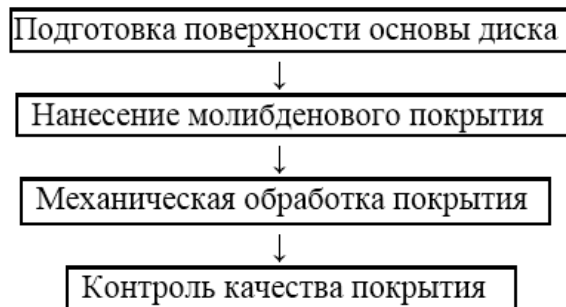 Подготовка поверхности основы диска
↓
Нанесение молибденового покрытия
↓
Механическая обработка покрытия
↓
Контроль качества покрытия